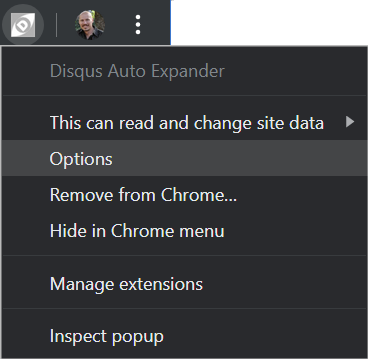 Disqus Auto Expander
This can read and change site data
Options
Remove from Chrome...
Hide in Chrome menu
Manage extensions
Inspect popup